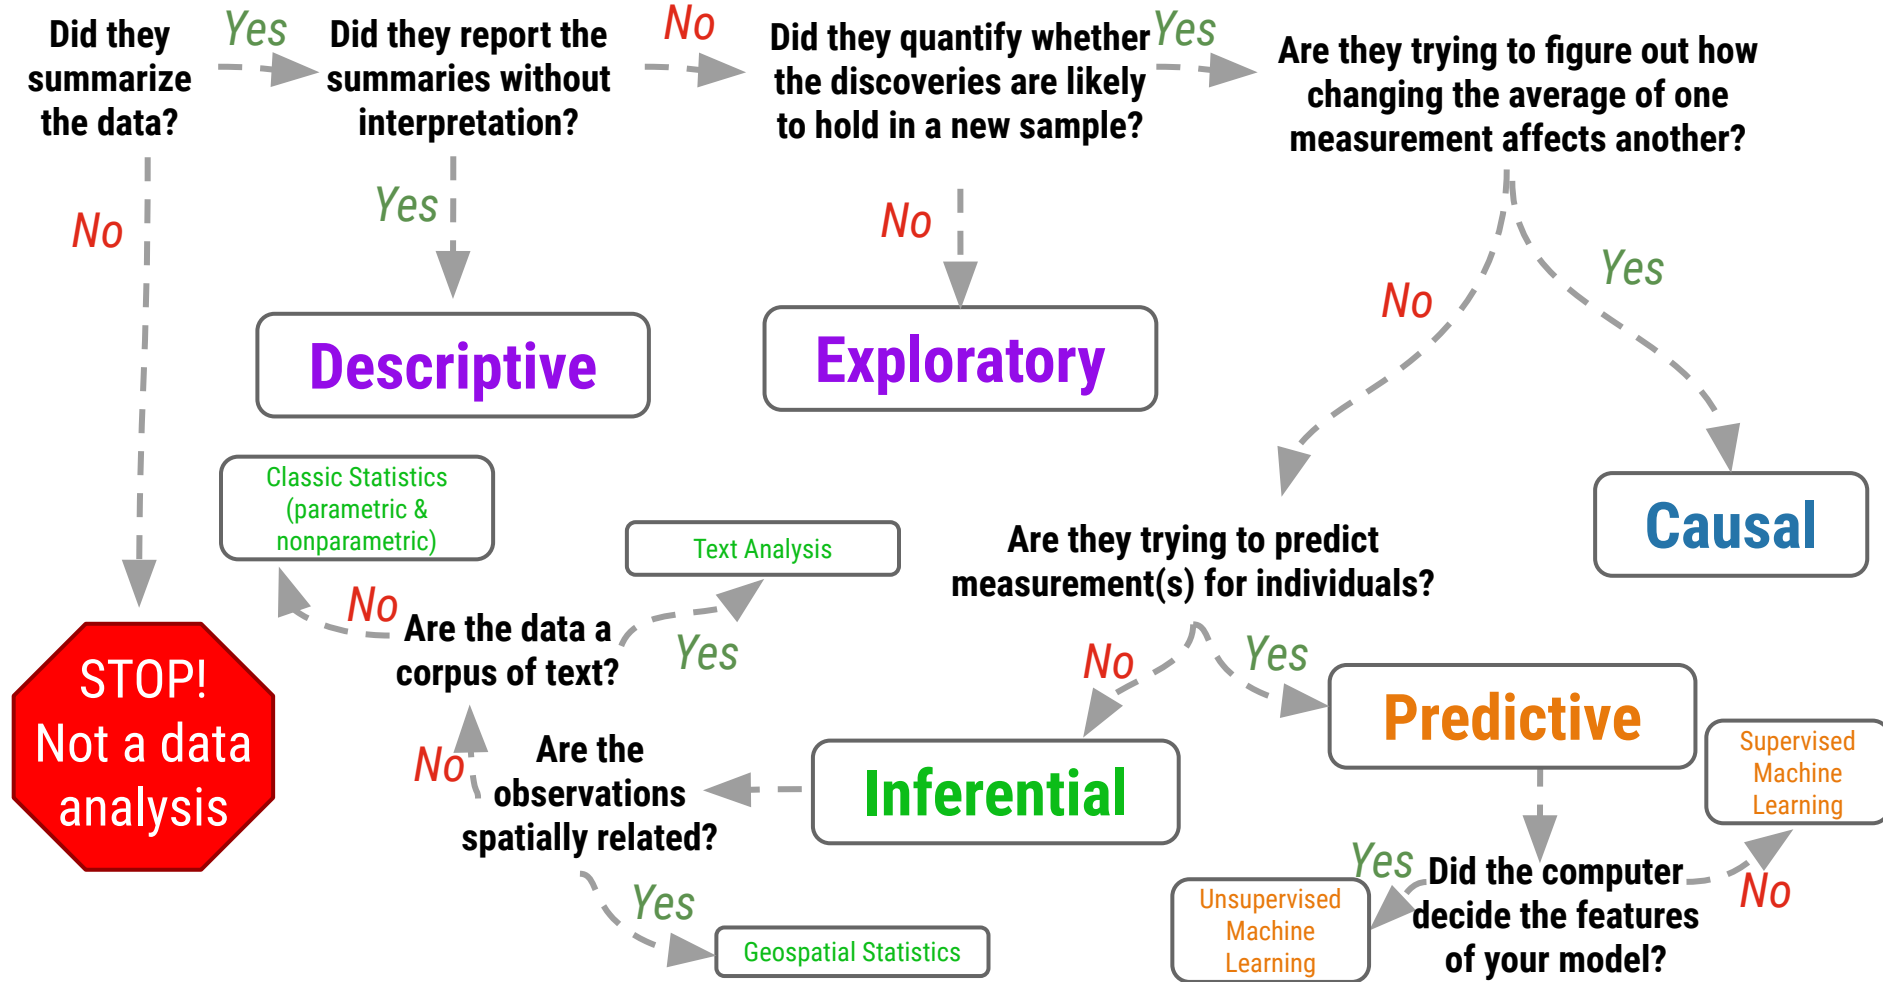 Did they
summarize
the data?
Yes
Did they report the
summaries without
interpretation?
No
Did they quantify whether
the discoveries are likely
to hold in a new sample?
Yes
Are they trying to figure out how
changing the average of one
measurement affects another?
No
Yes
No
No
Yes
Descriptive
Exploratory
Causal
Classic Statistics
(parametric &
nonparametric)
Text Analysis
Are they trying to predict
measurement(s) for individuals?
No
Are the data a
corpus of text?
Yes
No
Yes
STOP!
Not a data
analysis
Predictive
Inferential
Are the
observations
spatially related?
No
Yes
Geospatial Statistics
Supervised
Machine
Learning
Yes
Did the computer
decide the features
of your model?
No
Unsupervised
Machine
Learning